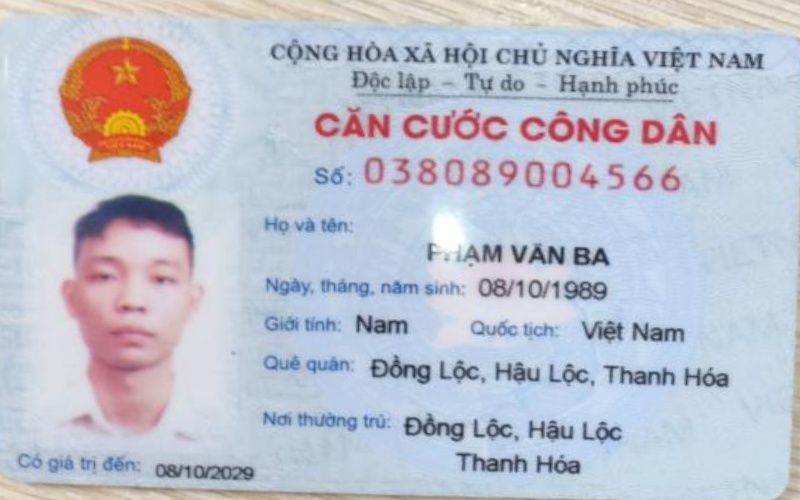 CỘNG HÒA XÃ HỘI CHỦ NGHĨA VIỆT NAM
Độc lập – Tự do – Hạnh phúc
CĂN CƯỚC CÔNG DÂN
Số: 038089004566
Họ và tên:
PHẠM VĂN BA
Ngày, tháng, năm sinh: 08/10/1989
Giới tính: Nam Quốc tịch: Việt Nam
Quê quán: Đồng Lộc, Hậu Lộc, Thanh Hóa
Nơi thường trú: Đồng Lộc, Hậu Lộc
Thanh Hóa
Có giá trị đến: 08/10/2029